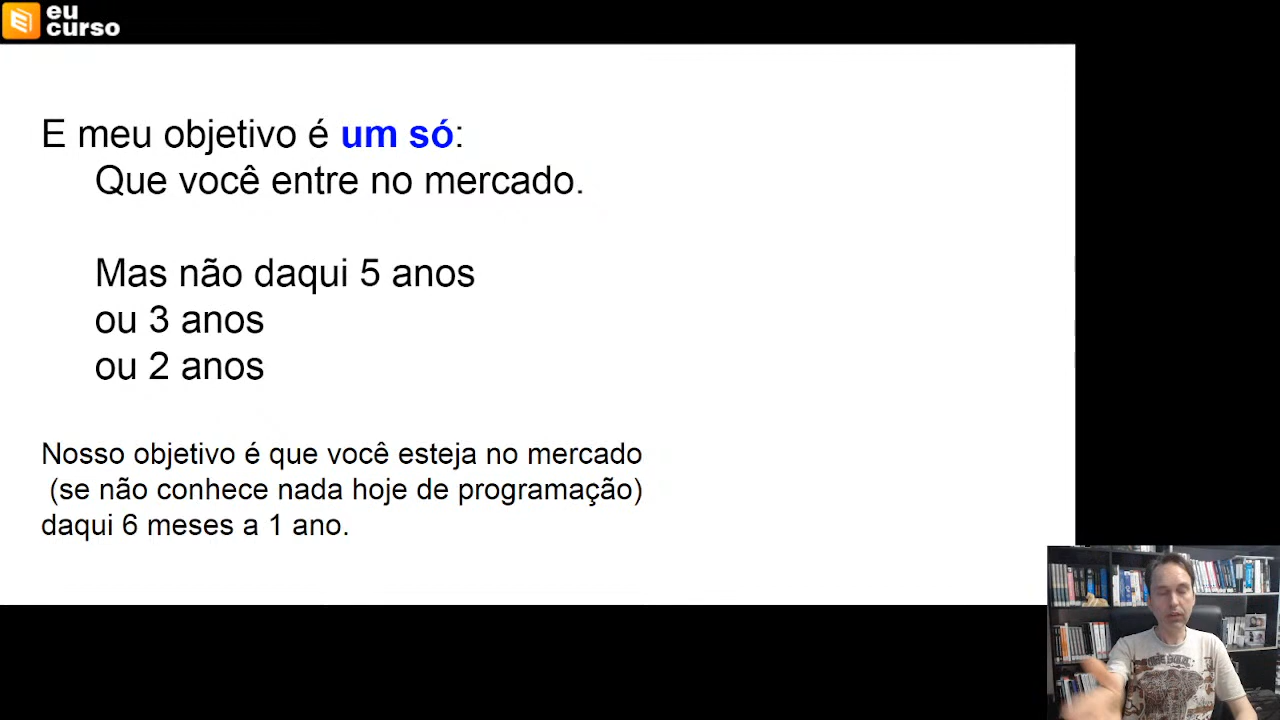 eu
curso
E meu objetivo é um só:
Que você entre no mercado.
Mas não daqui 5 anos
ou 3 anos
ou 2 anos
Nosso objetivo é que você esteja no mercado
(se não conhece nada hoje de programação)
daqui 6 meses a 1 ano.